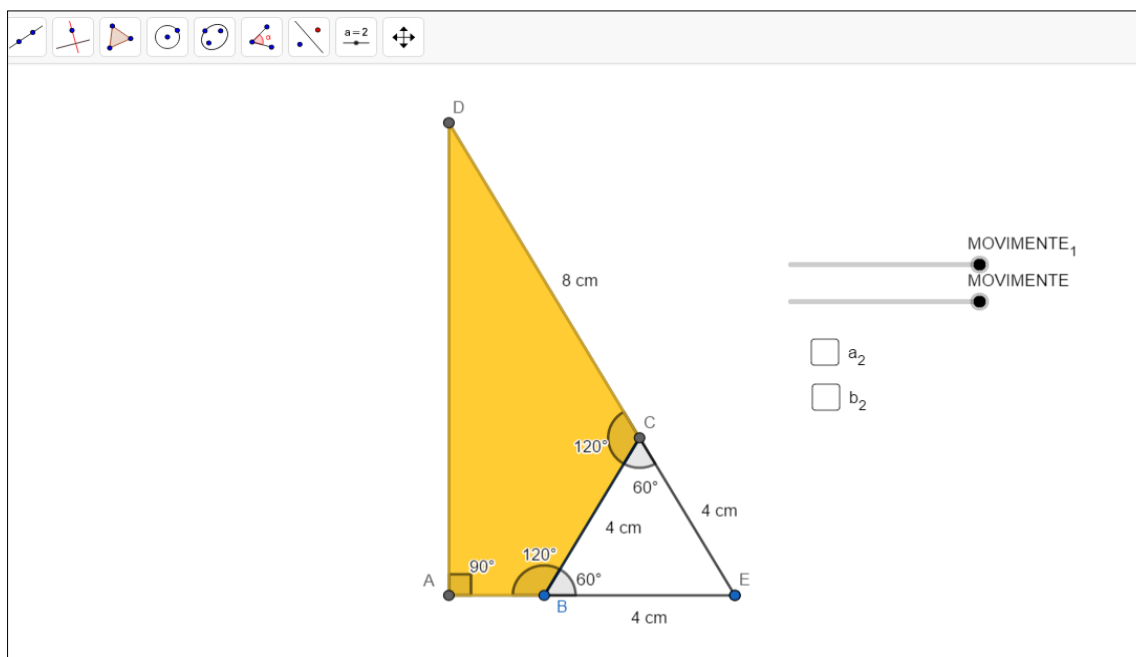 a = 2
α
D
MOVIMENTE₁
8 cm
MOVIMENTE
a₂
b₂
C
120°
60°
4 cm
4 cm
120°
90°
60°
A
E
B
4 cm